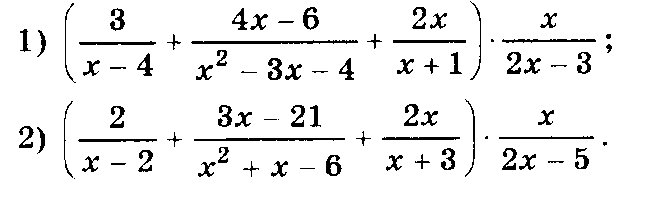 1) (3/(x – 4) + (4x – 6)/(x² – 3x – 4) + 2x/(x + 1)) · x/(2x – 3);
2) (2/(x – 2) + (3x – 21)/(x² + x – 6) + 2x/(x + 3)) · x/(2x – 5).